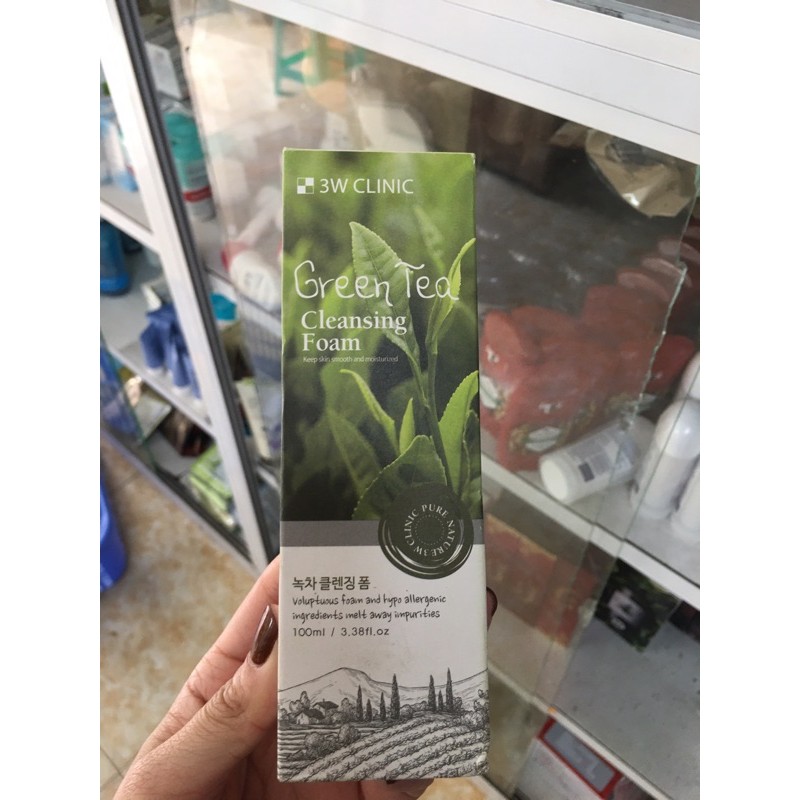 3W CLINIC
Green Tea
Cleansing
Foam
Keep skin smooth and moisturized
3W CLINIC PURE NATURE
녹차 클렌징 폼
Voluptuous foam and hypo allergenic
ingredients melt away impurities
100ml / 3.38fl.oz